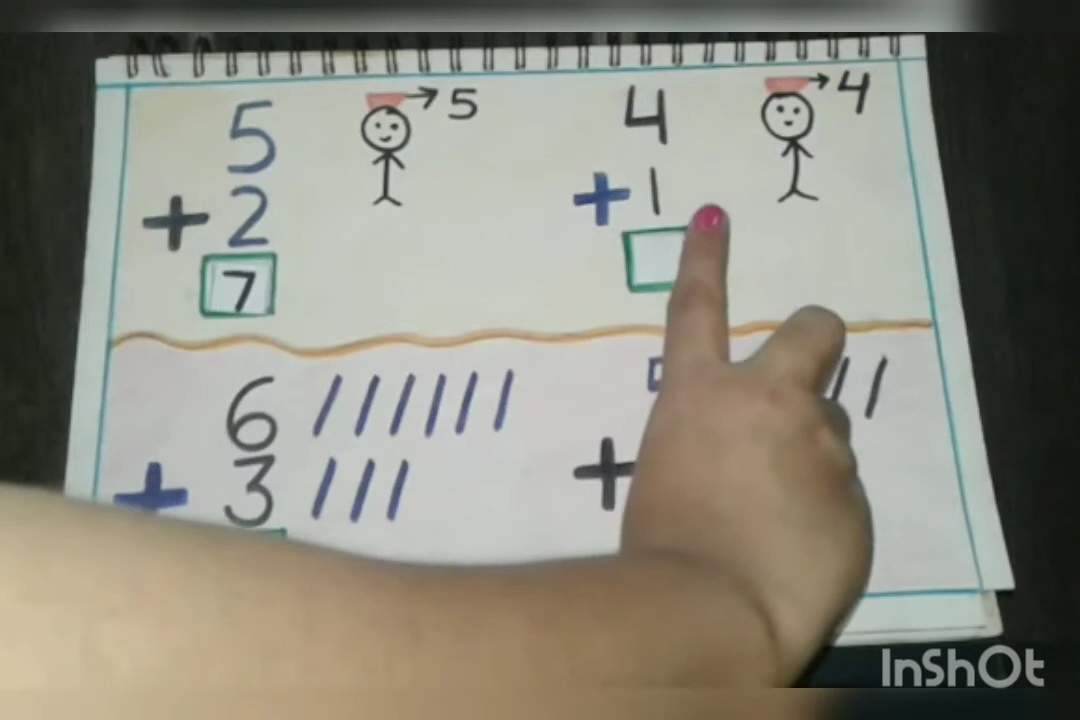 5 → 5
+ 2
7
4 → 4
+ 1
6
+ 3
+
InShOt